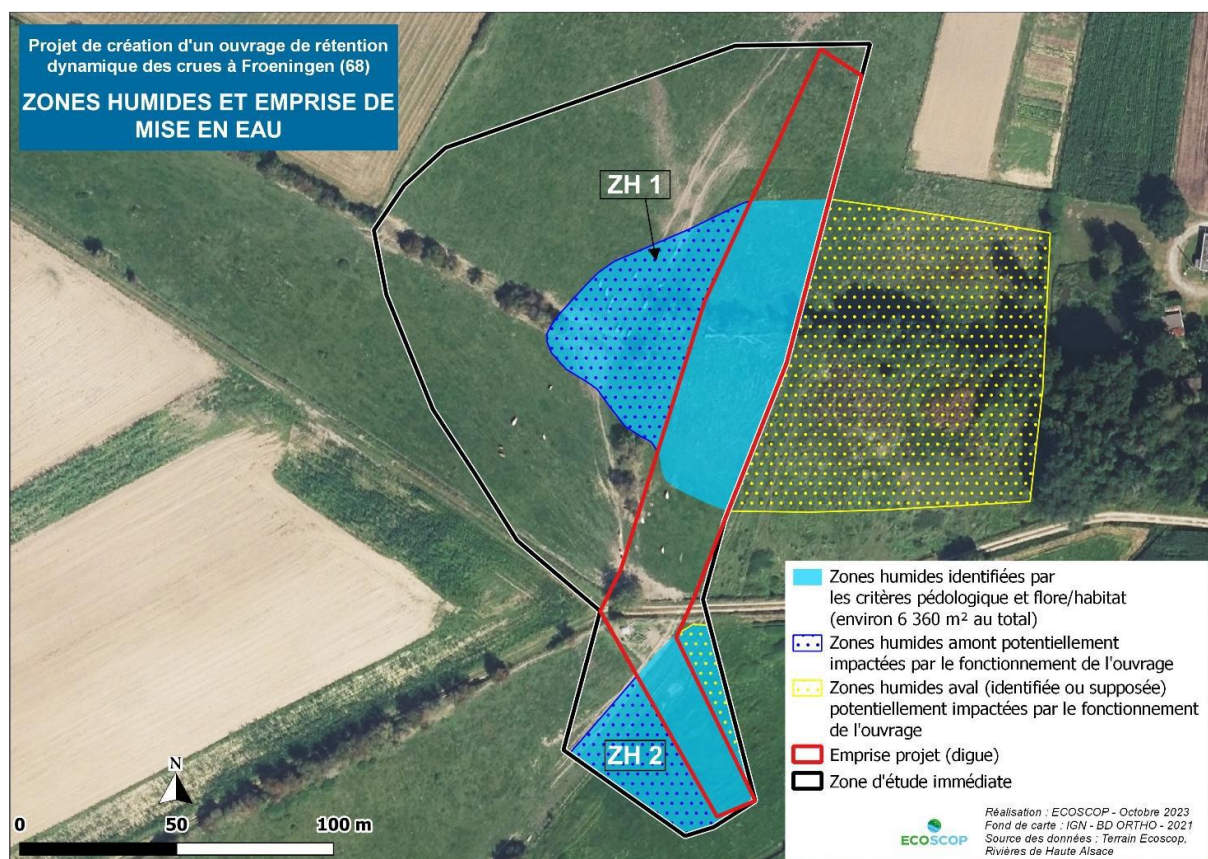 Projet de création d'un ouvrage de rétention
dynamique des crues à Froeningen (68)
ZONES HUMIDES ET EMPRISE DE
MISE EN EAU
ZH 1
ZH 2
N
0 50 100 m
Zones humides identifiées par
les critères pédologique et flore/habitat
(environ 6 360 m² au total)
Zones humides amont potentiellement
impactées par le fonctionnement de l'ouvrage
Zones humides aval (identifiée ou supposée)
potentiellement impactées par le fonctionnement
de l'ouvrage
Emprise projet (digue)
Zone d'étude immédiate
ECOSCOP
Réalisation : ECOSCOP - Octobre 2023
Fond de carte : IGN - BD ORTHO - 2021
Source des données : Terrain Ecoscop,
Rivières de Haute Alsace